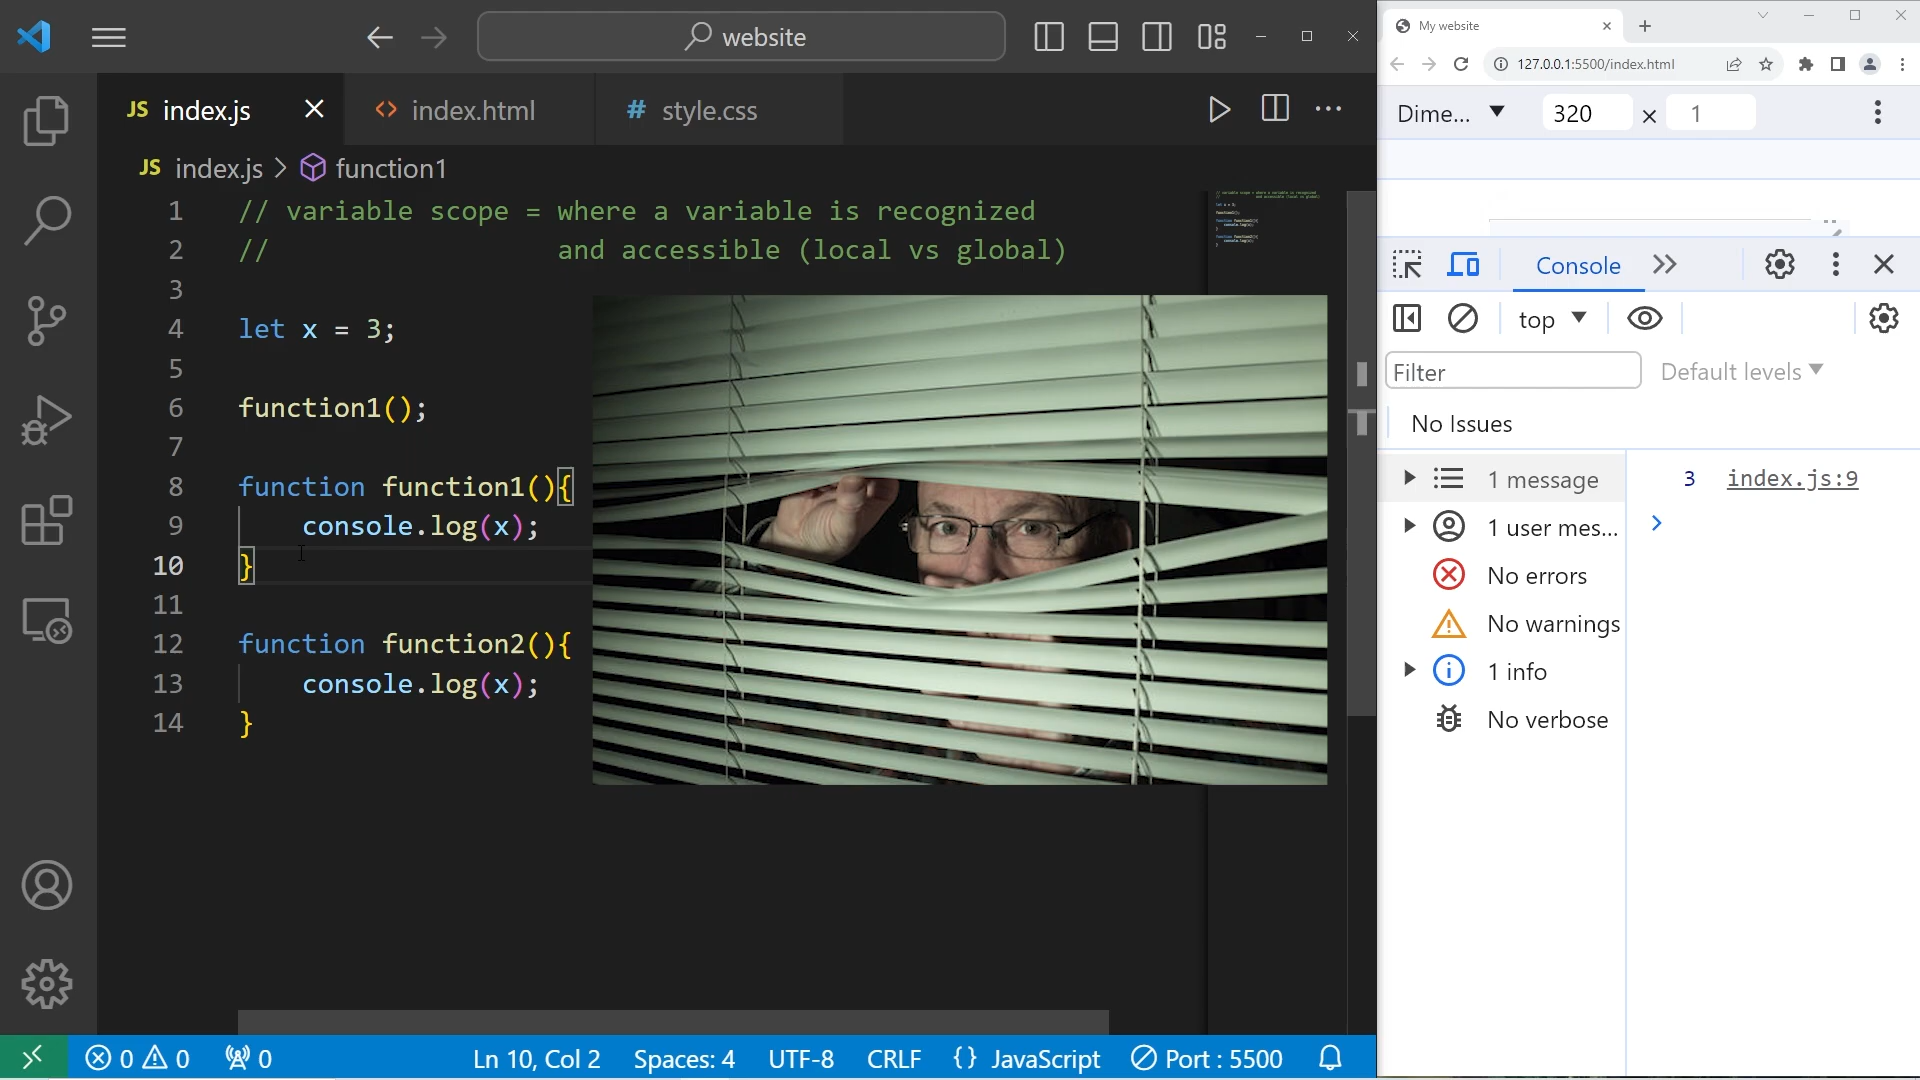 website
JS index.js
<> index.html
# style.css
JS index.js > function1
1 // variable scope = where a variable is recognized
2 // and accessible (local vs global)
3
4 let x = 3;
5
6 function1();
7
8 function function1(){
9 console.log(x);
10 }
11
12 function function2(){
13 console.log(x);
14 }
0 0 0 Ln 10, Col 2 Spaces: 4 UTF-8 CRLF {} JavaScript Port : 5500
My website
127.0.0.1:5500/index.html
Dime... 320 × 1
Console
top
Filter Default levels
No Issues
1 message
1 user mes...
No errors
No warnings
1 info
No verbose
3 index.js:9